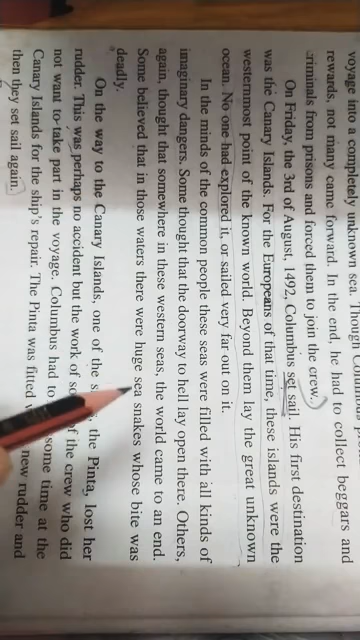 voyage into a completely unknown sea. Though
rewards, not many came forward. In the end, he had to collect beggars and
criminals from prisons and forced them to join the crew.
On Friday, the 3rd of August, 1492, Columbus set sail. His first destination
was the Canary Islands. For the Europeans of that time, these islands were the
westernmost point of the known world. Beyond them lay the great unknown
ocean. No one had explored it or sailed very far out on it.
In the minds of the common people these seas were filled with all kinds of
imaginary dangers. Some thought that the doorway to hell lay open there. Others,
again, thought that somewhere in these western seas, the world came to an end.
Some believed that in those waters there were huge sea snakes whose bite was
deadly.
On the way to the Canary Islands, one of the the Pinta, lost her
rudder. This was perhaps no accident but the work of of the crew who did
not want to take part in the voyage. Columbus had to some time at the
Canary Islands for the ship's repair. The Pinta was fitted new rudder and
then they set sail again.